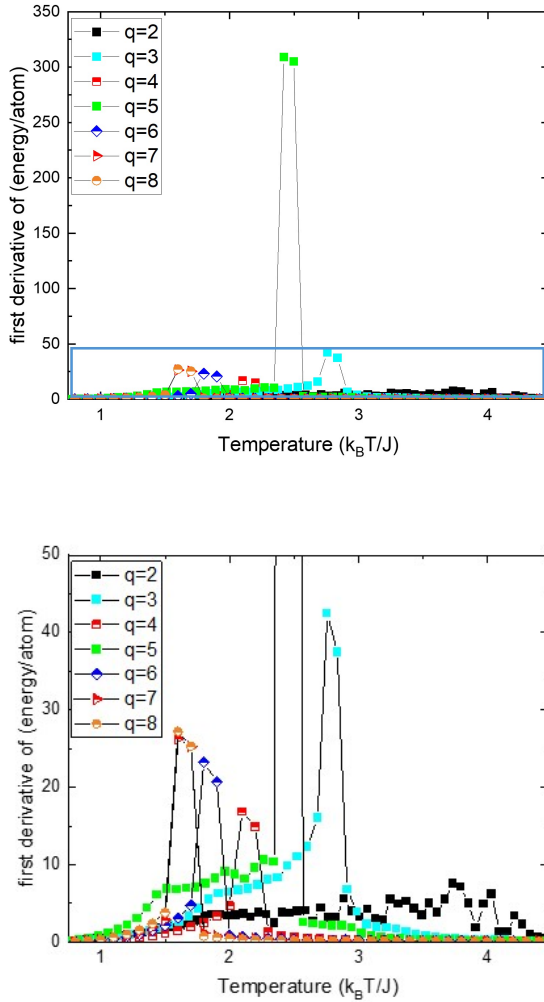 350
300
250
200
150
100
50
0
first derivative of (energy/atom)
q=2
q=3
q=4
q=5
q=6
q=7
q=8
1
2
3
4
Temperature (k_BT/J)
50
40
30
20
10
0
first derivative of (energy/atom)
q=2
q=3
q=4
q=5
q=6
q=7
q=8
1
2
3
4
Temperature (k_BT/J)